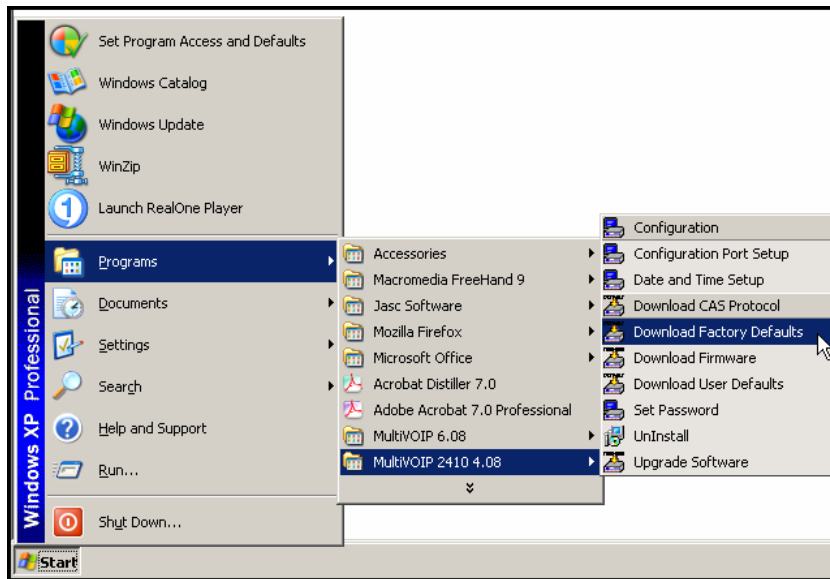 Set Program Access and Defaults
Windows Catalog
Windows Update
WinZip
Launch RealOne Player
Programs
Documents
Settings
Search
Help and Support
Run...
Shut Down...
Windows XP Professional
Start
Accessories
Macromedia FreeHand 9
Jasc Software
Mozilla Firefox
Microsoft Office
Acrobat Distiller 7.0
Adobe Acrobat 7.0 Professional
MultiVOIP 6.08
MultiVOIP 2410 4.08
Configuration
Configuration Port Setup
Date and Time Setup
Download CAS Protocol
Download Factory Defaults
Download Firmware
Download User Defaults
Set Password
UnInstall
Upgrade Software